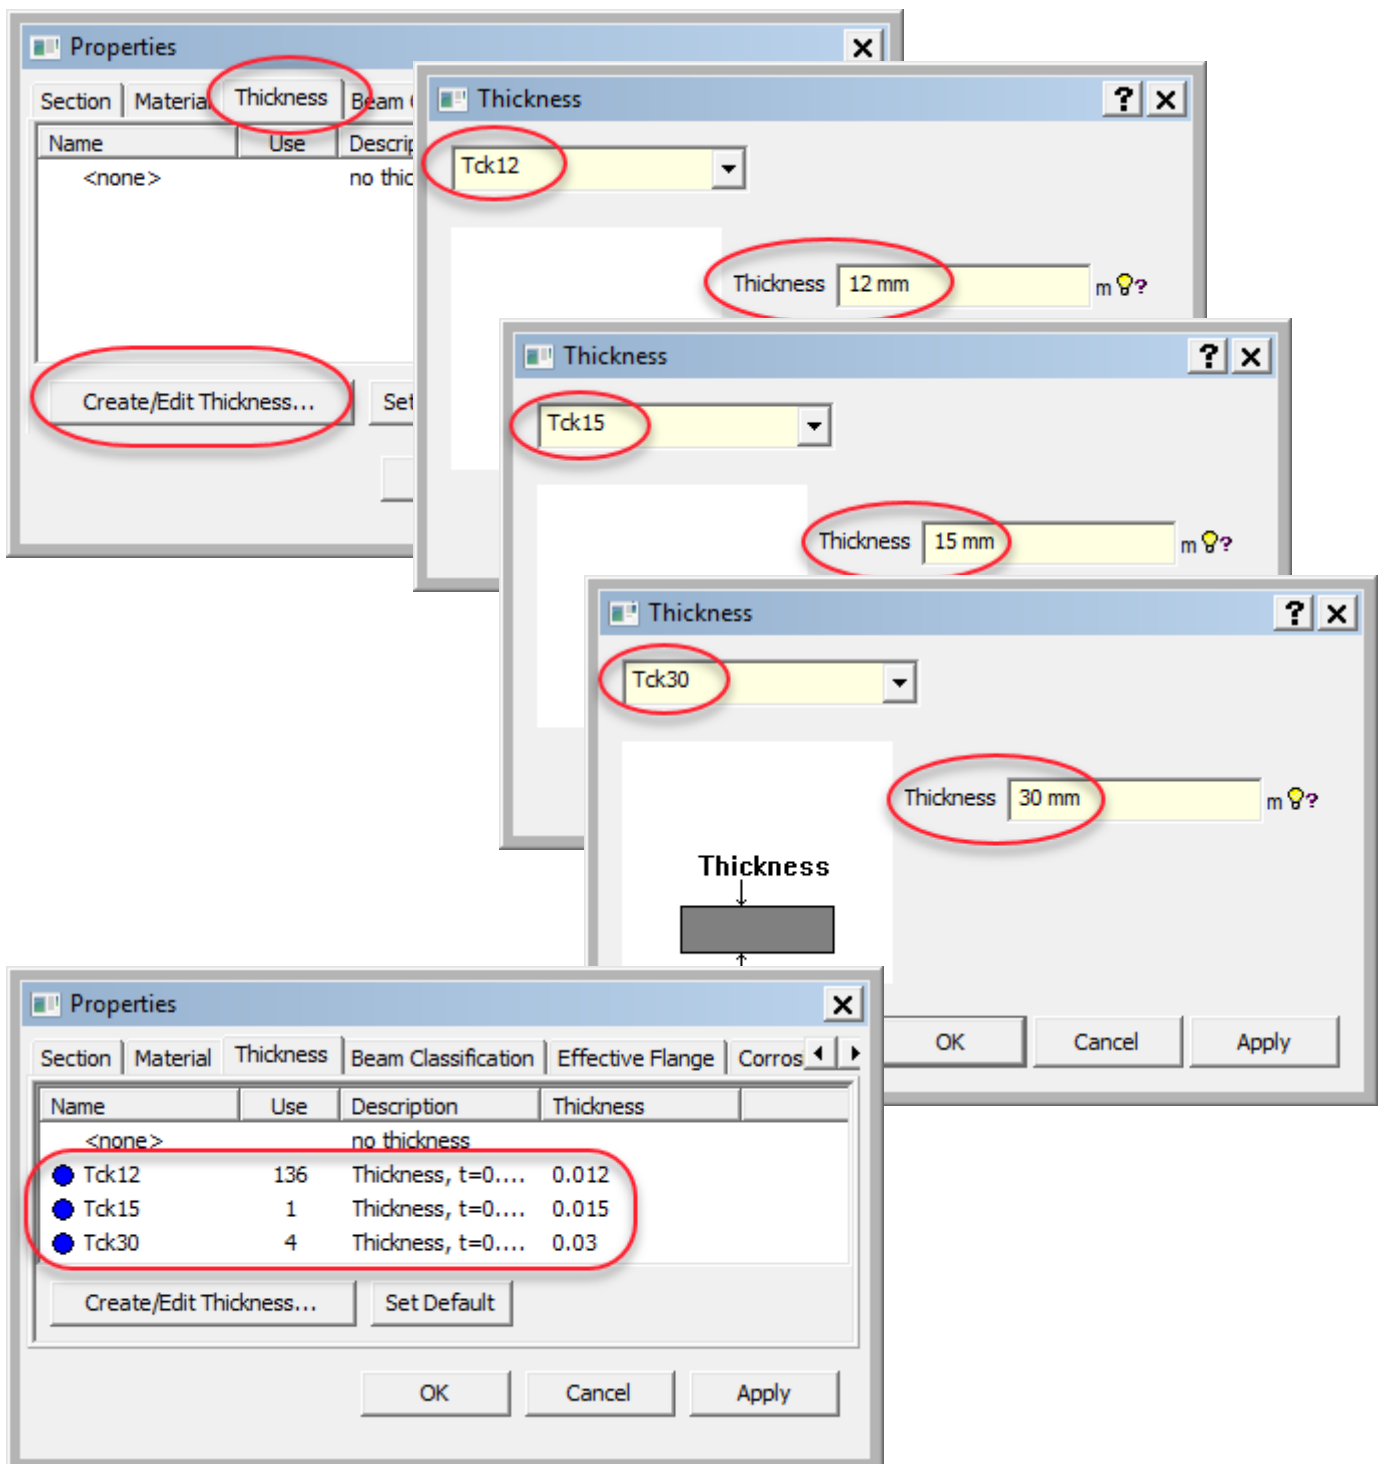 Properties
Section Material Thickness Beam
Name Use Descrip
<none> no thic
Create/Edit Thickness... Set
Thickness ?
Tck12
Thickness 12 mm m ?
Thickness ?
Tck15
Thickness 15 mm m ?
Thickness ?
Tck30
Thickness 30 mm m ?
Thickness
OK Cancel Apply
Properties
Section Material Thickness Beam Classification Effective Flange Corros
Name Use Description Thickness
<none> no thickness
Tck12 136 Thickness, t=0.... 0.012
Tck15 1 Thickness, t=0.... 0.015
Tck30 4 Thickness, t=0.... 0.03
Create/Edit Thickness... Set Default
OK Cancel Apply